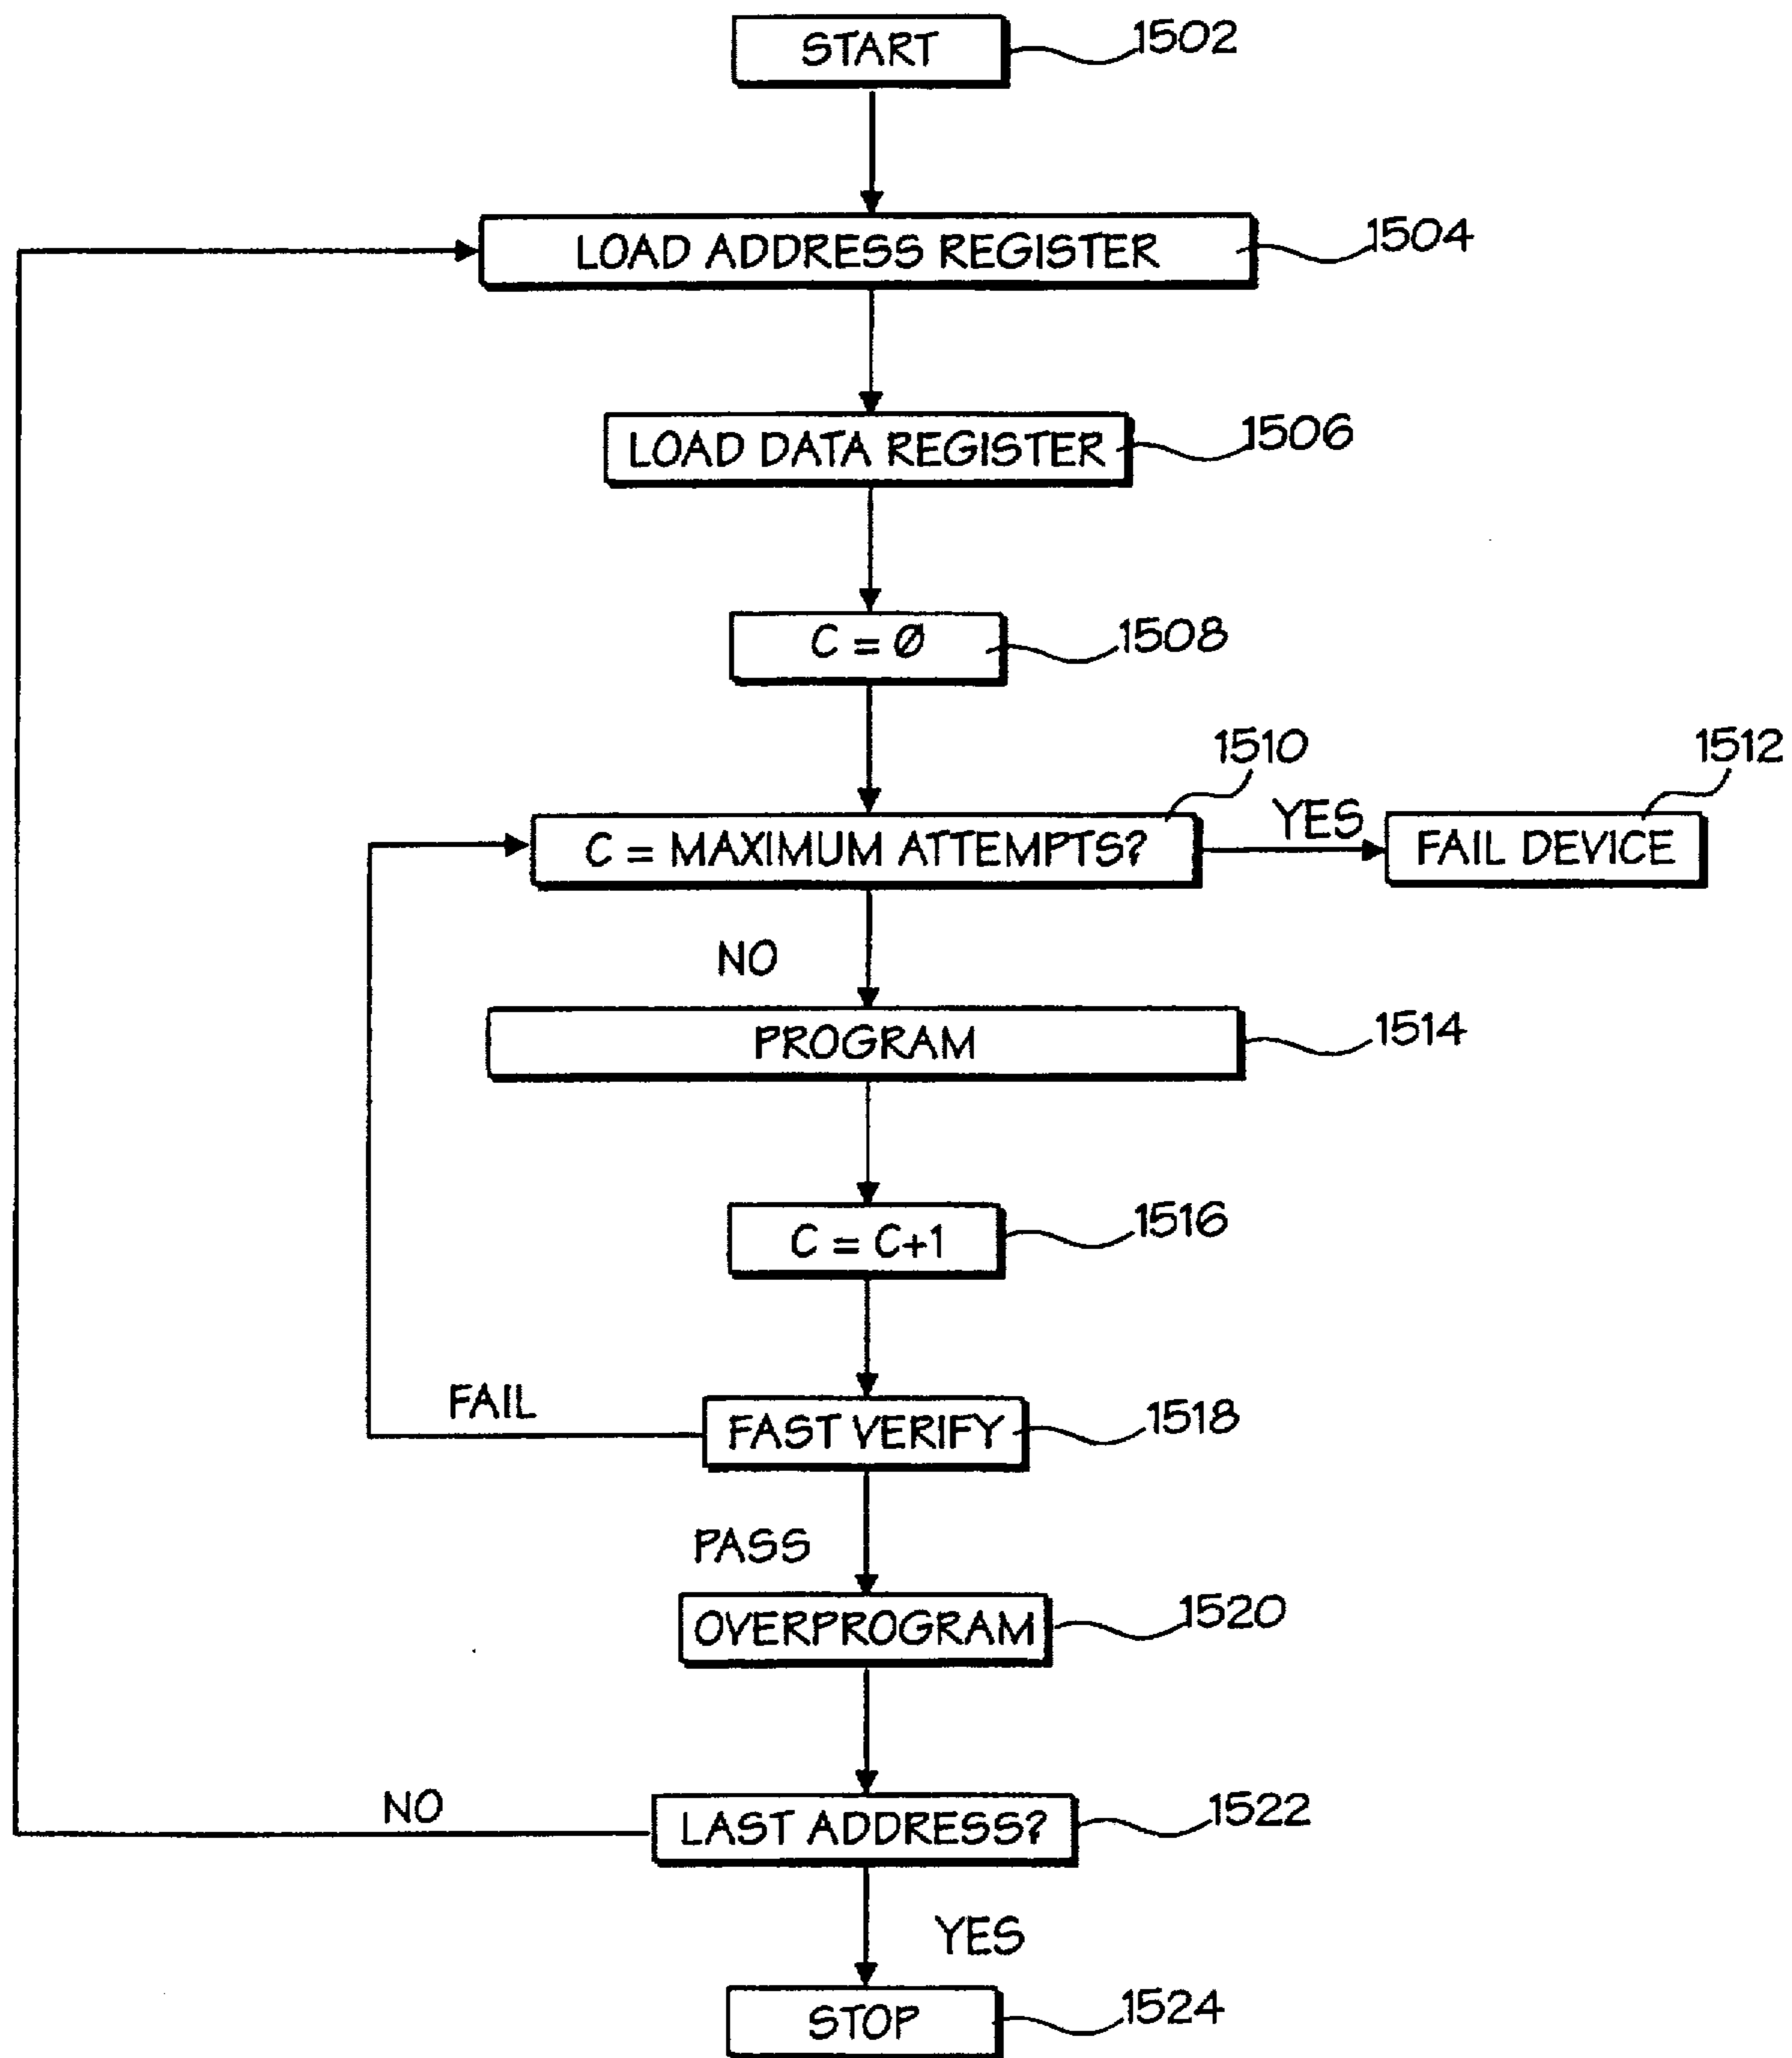 START
1502
LOAD ADDRESS REGISTER
1504
LOAD DATA REGISTER
1506
C = Ø
1508
1510
1512
C = MAXIMUM ATTEMPTS?
YES
FAIL DEVICE
NO
PROGRAM
1514
C = C+1
1516
FAIL
FAST VERIFY
1518
PASS
OVERPROGRAM
1520
NO
LAST ADDRESS?
1522
YES
STOP
1524